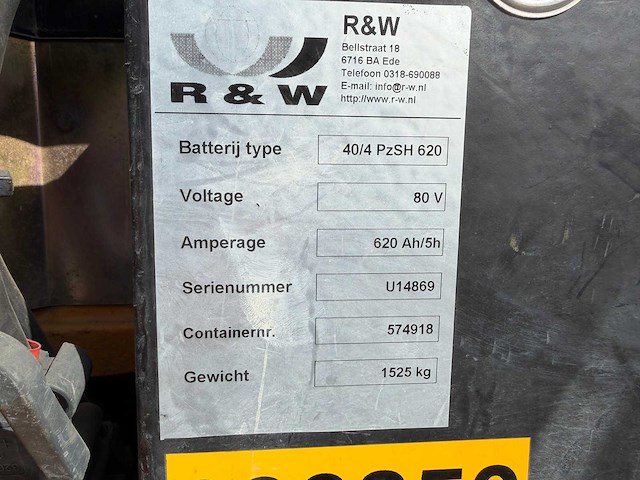 R&W
Bellstraat 18
6716 BA Ede
Telefoon 0318-690088
E-mail: info@r-w.nl
http://www.r-w.nl
R & W
Batterij type 40/4 PzSH 620
Voltage 80 V
Amperage 620 Ah/5h
Serienummer U14869
Containernr. 574918
Gewicht 1525 kg